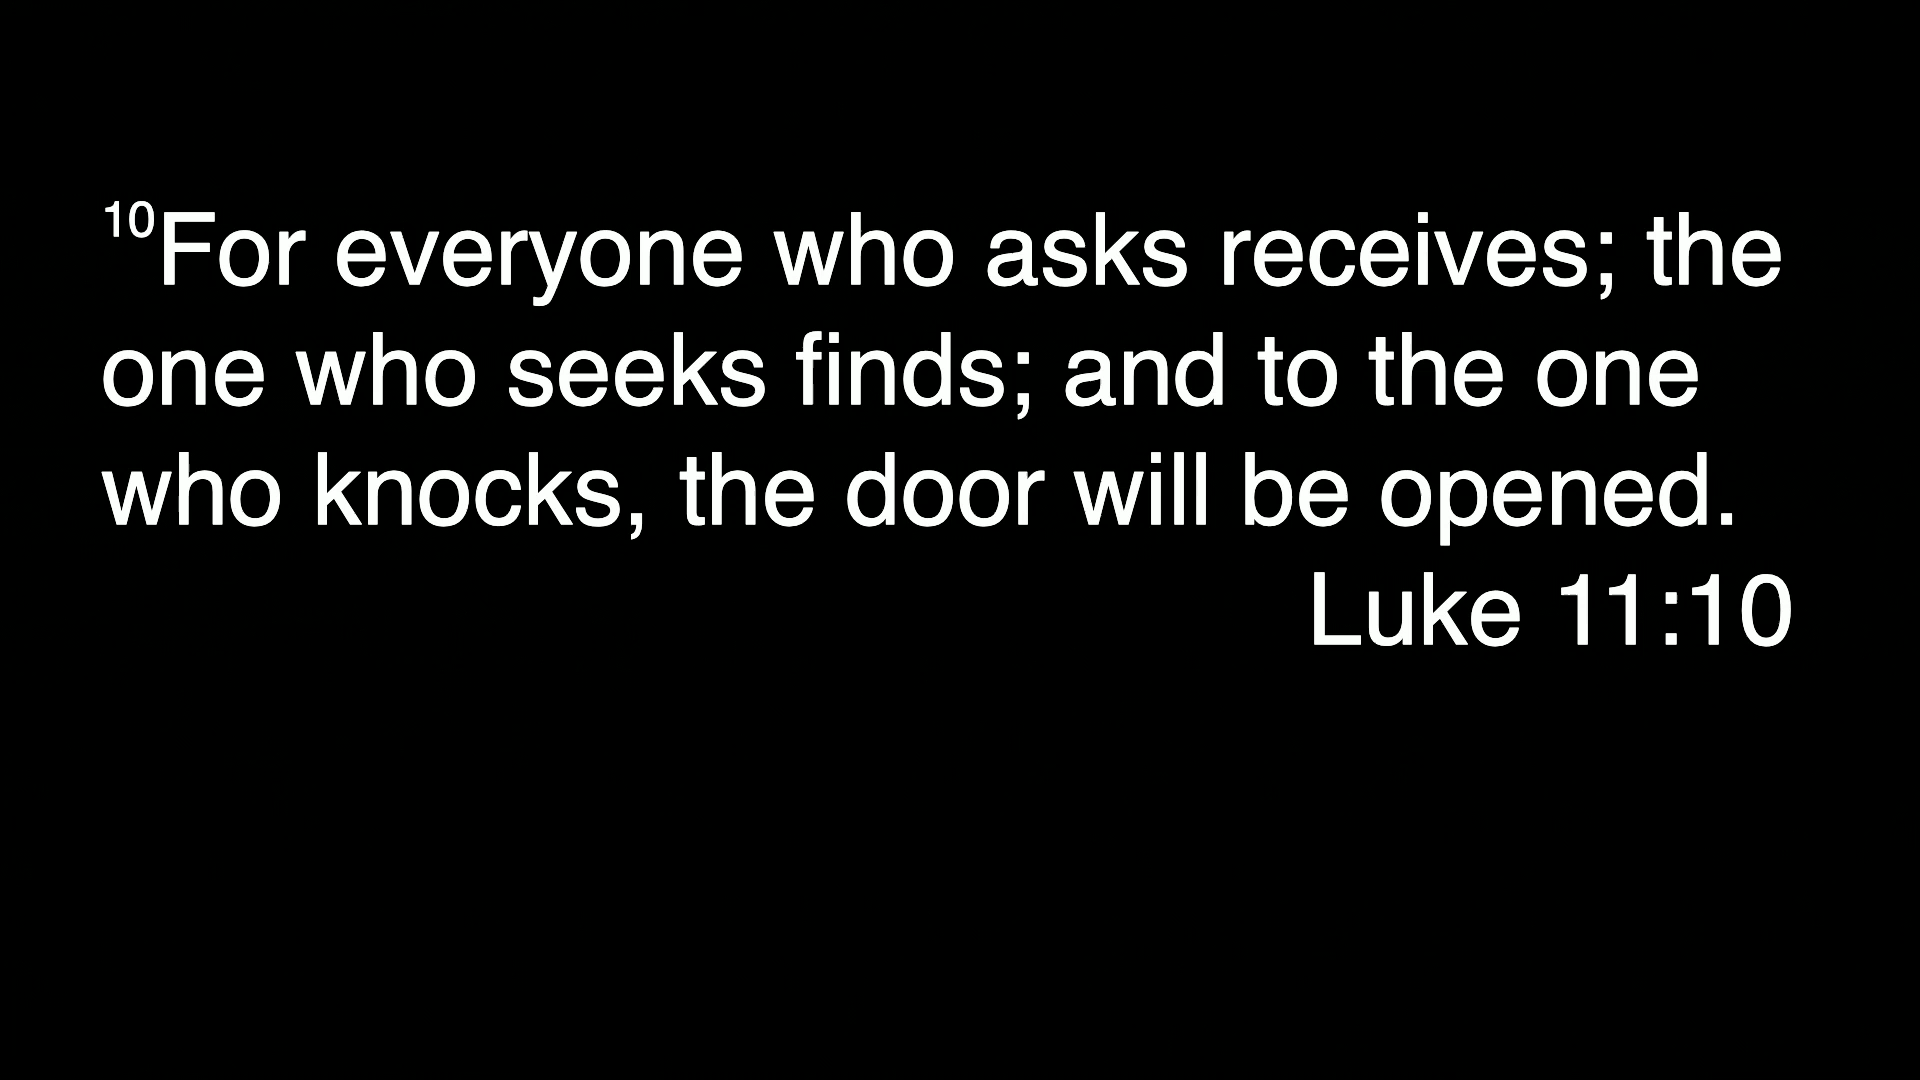 ¹⁰For everyone who asks receives; the
one who seeks finds; and to the one
who knocks, the door will be opened.
Luke 11:10